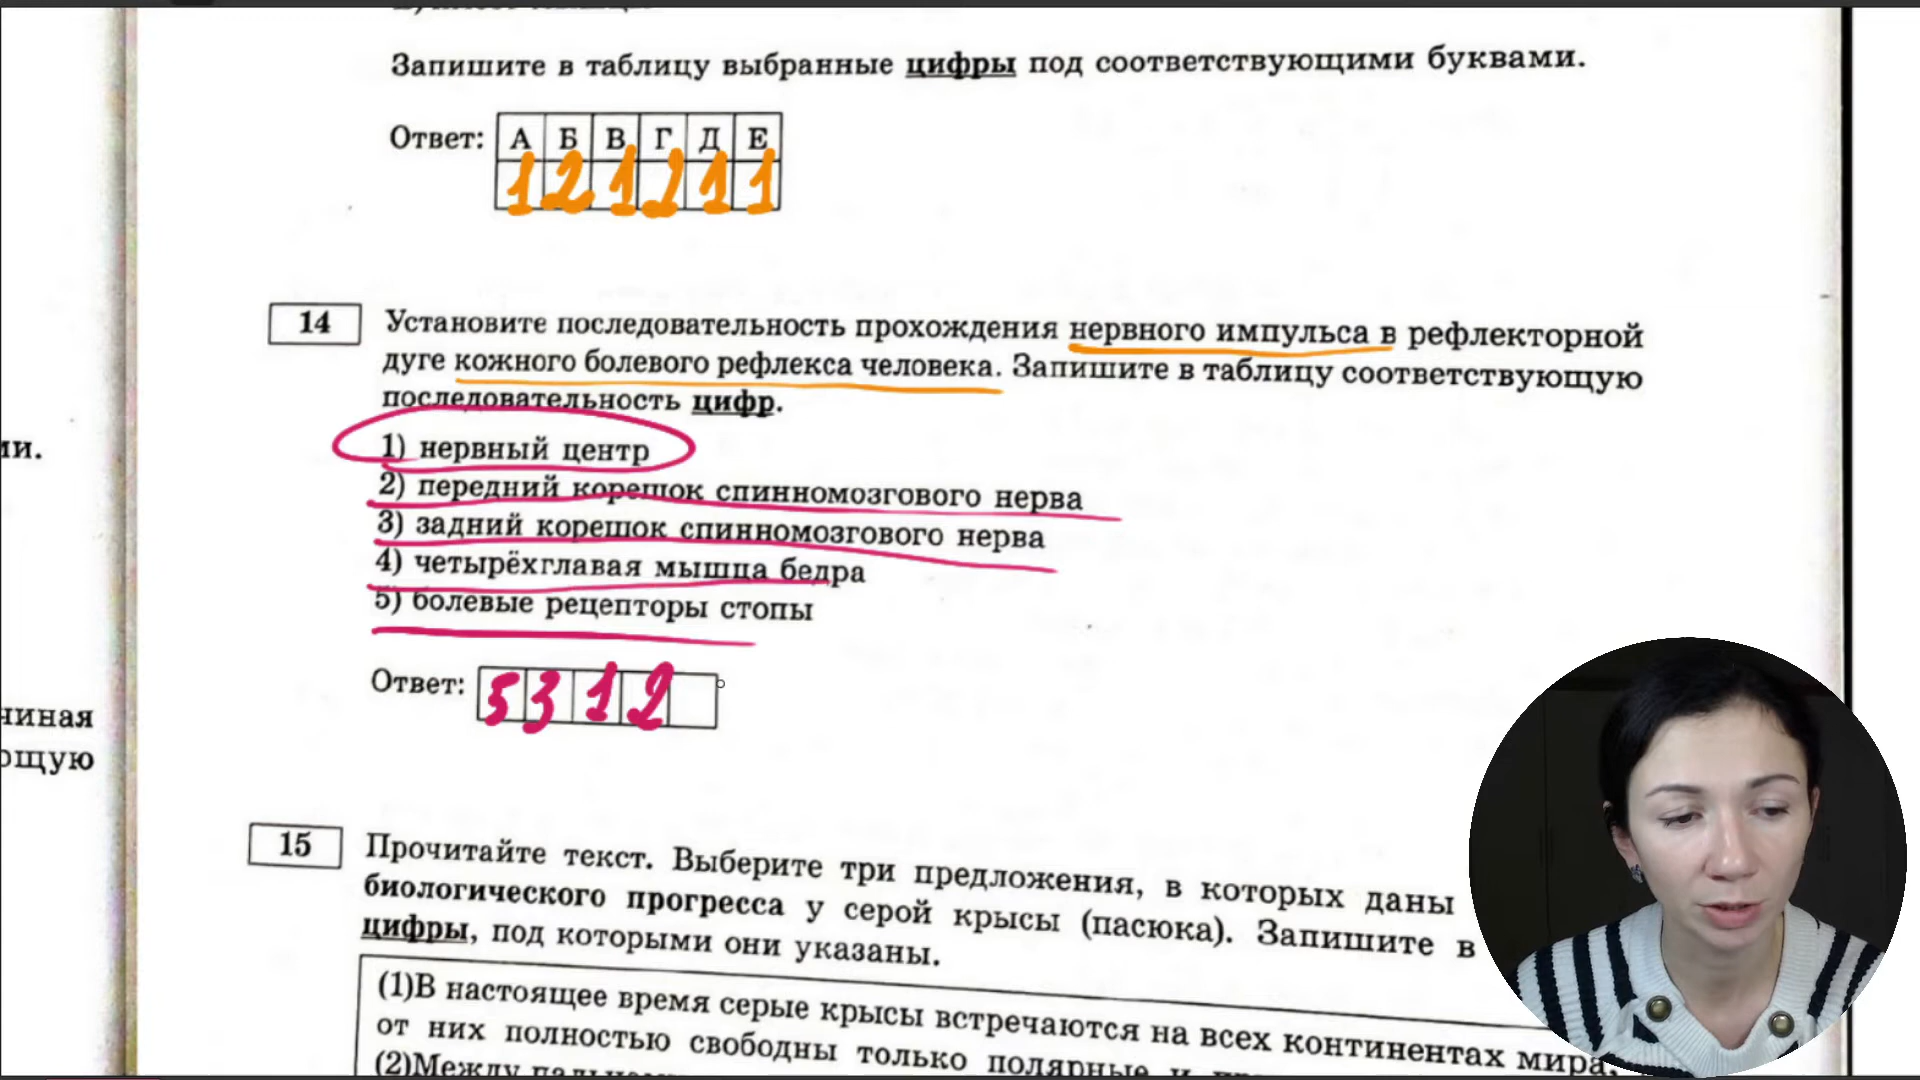 Запишите в таблицу выбранные цифры под соответствующими буквами.
Ответ: А Б В Г Д Е
1 2 1 2 1 1
14 Установите последовательность прохождения нервного импульса в рефлекторной
дуге кожного болевого рефлекса человека. Запишите в таблицу соответствующую
последовательность цифр.
ии.
1) нервный центр
2) передний корешок спинномозгового нерва
3) задний корешок спинномозгового нерва
4) четырёхглавая мышца бедра
5) болевые рецепторы стопы
Ответ: 5 3 1 2
чиная
ющую
15 Прочитайте текст. Выберите три предложения, в которых даны
биологического прогресса у серой крысы (пасюка). Запишите в
цифры, под которыми они указаны.
(1)В настоящее время серые крысы встречаются на всех континентах мира,
от них полностью свободны только полярные и